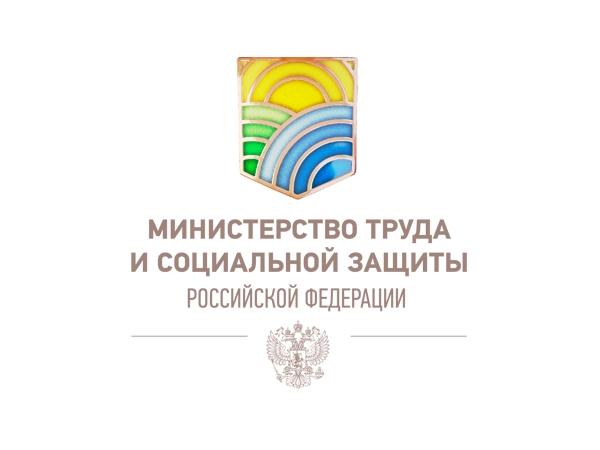 МИНИСТЕРСТВО ТРУДА
И СОЦИАЛЬНОЙ ЗАЩИТЫ
РОССИЙСКОЙ ФЕДЕРАЦИИ